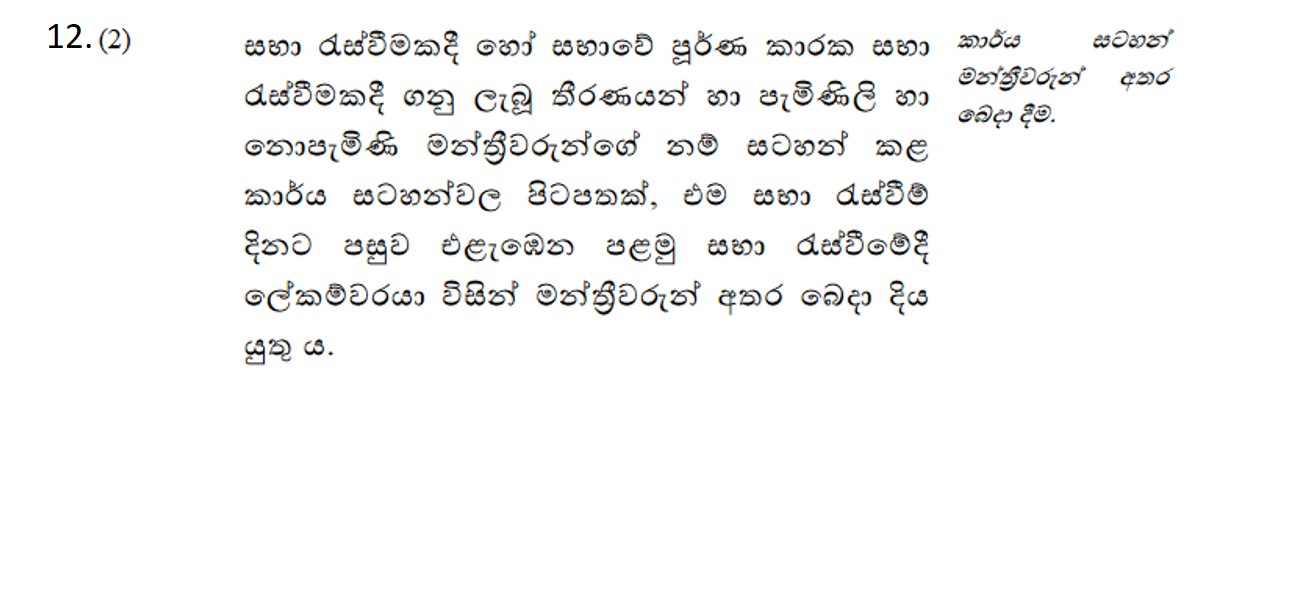 12. (2)
සභා රැස්වීමකදී හෝ සභාවේ පූර්ණ කාරක සභා
රැස්වීමකදී ගනු ලැබූ තීරණයන් හා පැමිණිලි හා
නොපැමිණි මන්ත්‍රීවරුන්ගේ නම් සටහන් කළ
කාර්ය සටහන්වල පිටපතක්, එම සභා රැස්වීම්
දිනට පසුව එළැඹෙන පළමු සභා රැස්වීමේදී
ලේකම්වරයා විසින් මන්ත්‍රීවරුන් අතර බෙදා දිය
යුතු ය.
කාර්ය සටහන්
මන්ත්‍රීවරුන් අතර
බෙදා දීම.